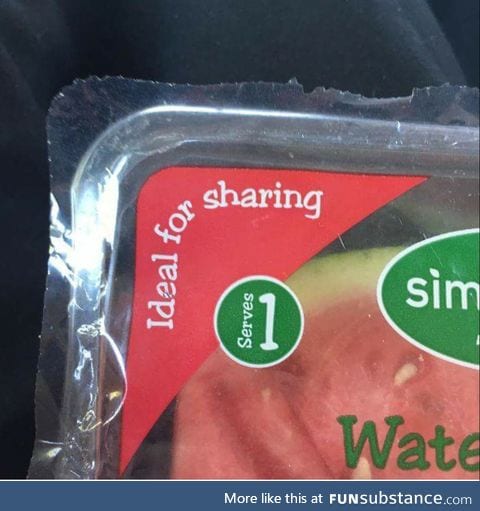 Ideal for sharing
Serves 1
sim
Wate
More like this at FUNsubstance.com